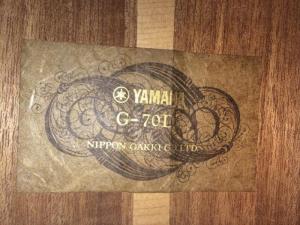 YAMAHA
G-70D
NIPPON GAKKI CO. LTD.